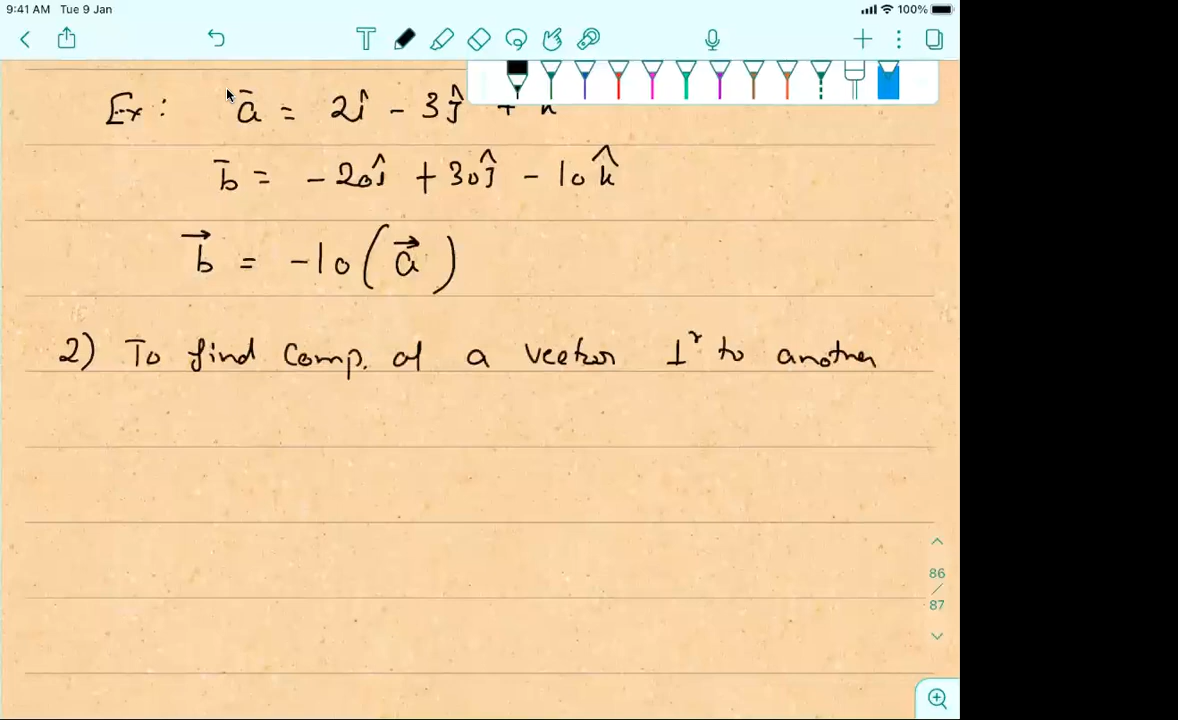 9:41 AM Tue 9 Jan 100%
Ex: a̅ = 2î - 3ĵ + k
b̅ = - 20î + 30ĵ - 10k̂
b⃗ = -10(a⃗)
2) To find Comp. of a vector ⊥ʳ to another
86
/
87